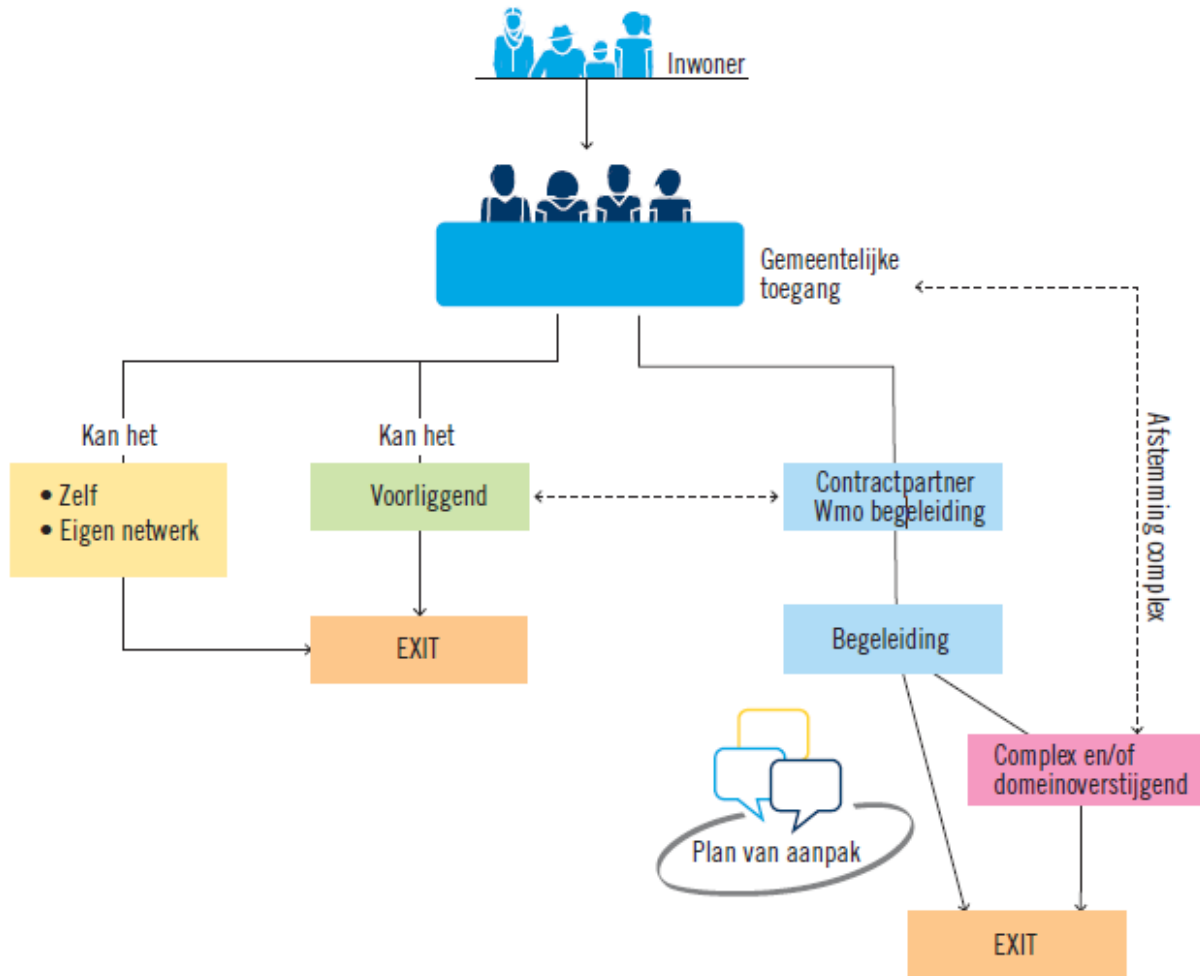 Inwoner
Gemeentelijke
toegang
Kan het
• Zelf
• Eigen netwerk
Kan het
Voorliggend
EXIT
Contractpartner
Wmo begeleiding
Begeleiding
Afstemming complex
Complex en/of
domeinoverstijgend
Plan van aanpak
EXIT